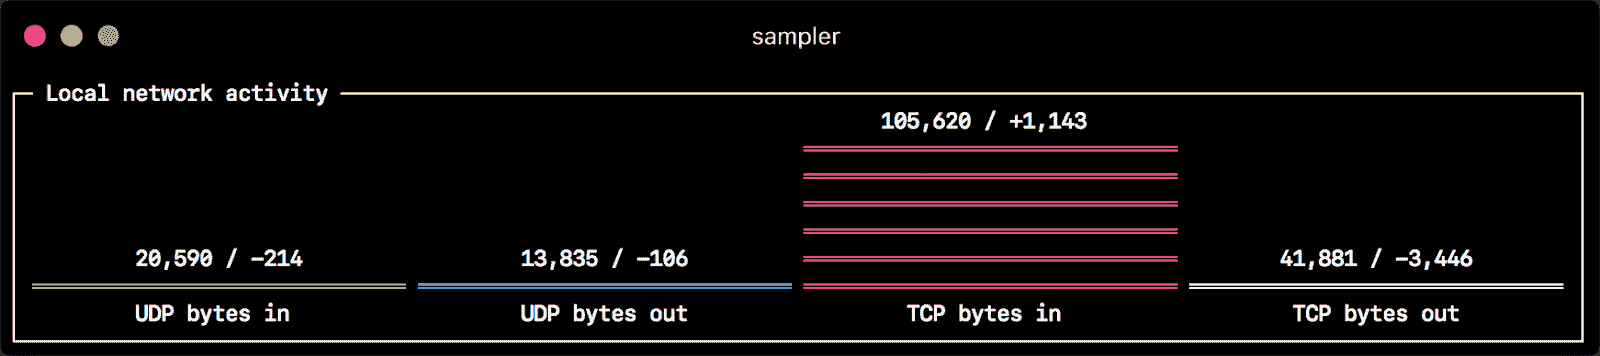 sampler
Local network activity
105,620 / +1,143
20,590 / −214
13,835 / −106
41,881 / −3,446
UDP bytes in
UDP bytes out
TCP bytes in
TCP bytes out